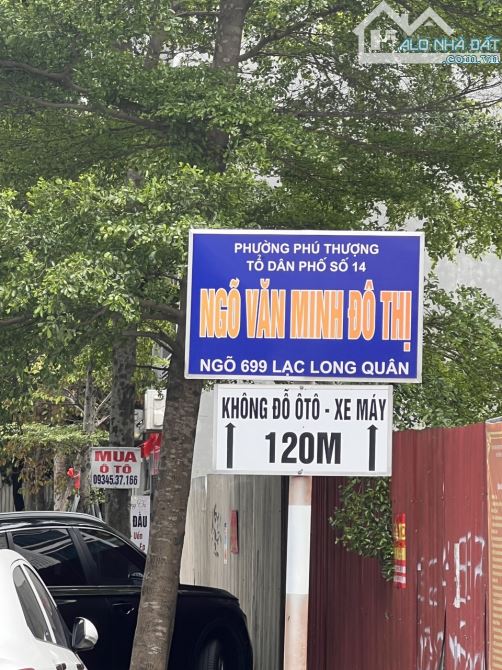 ALO NHÀ ĐẤT
.com.vn
PHƯỜNG PHÚ THƯỢNG
TỔ DÂN PHỐ SỐ 14
NGÕ VĂN MINH ĐÔ THỊ
NGÕ 699 LẠC LONG QUÂN
KHÔNG ĐỖ ÔTÔ - XE MÁY
120M
MUA
Ô TÔ
09345.37.166
ĐẬU